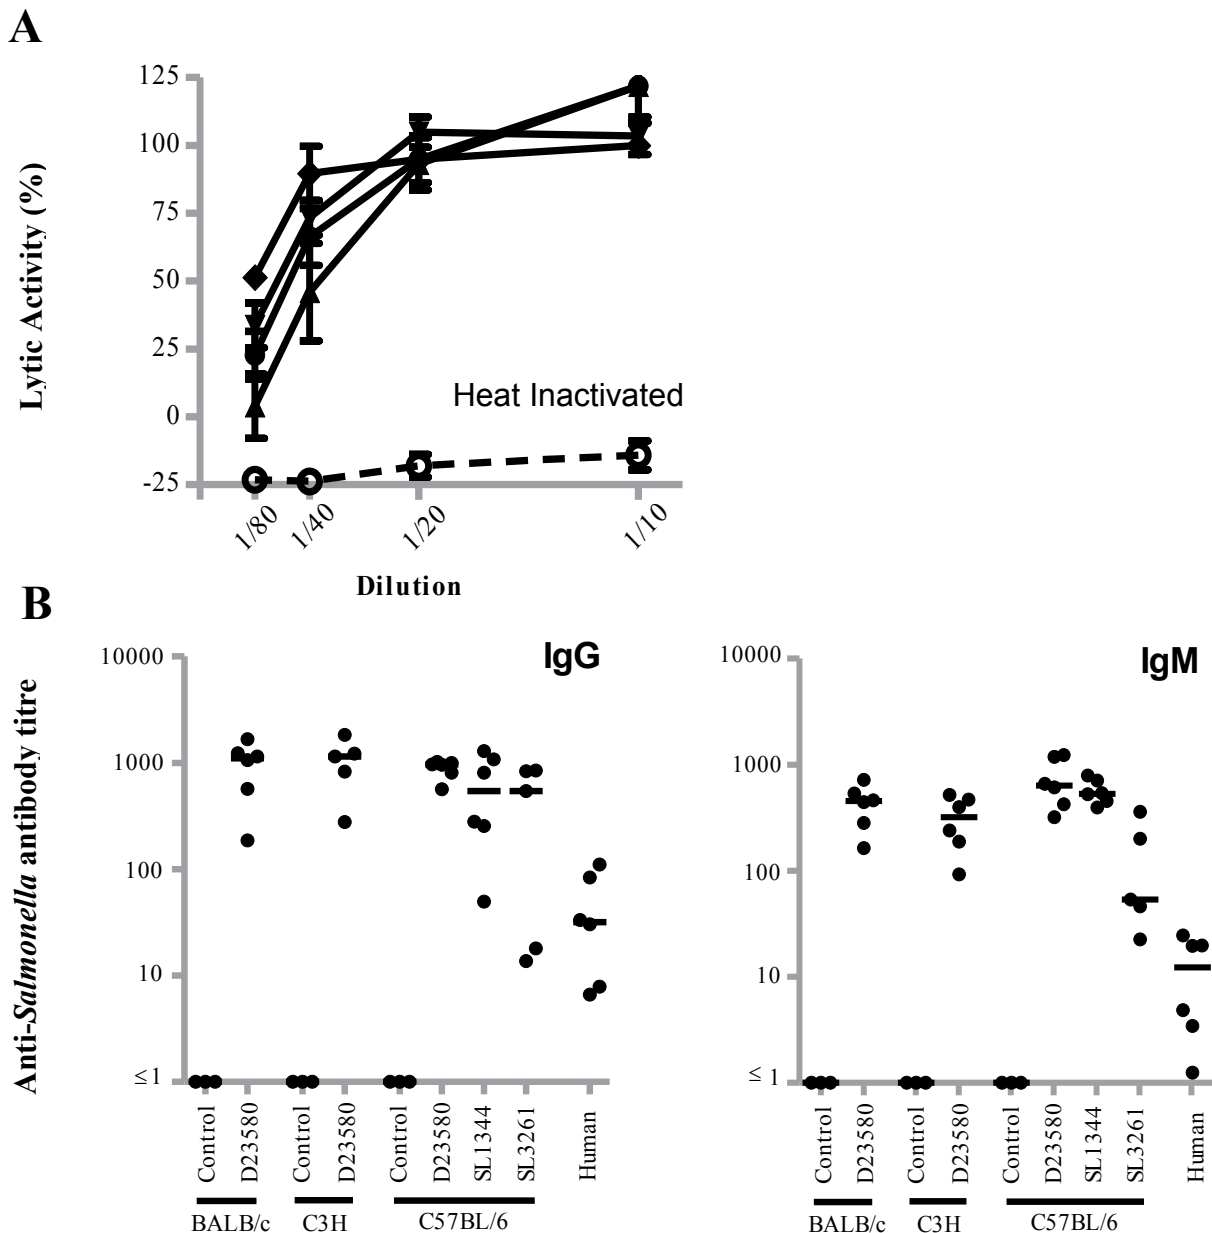 A
Lytic Activity (%)
125
100
75
50
25
0
-25
Heat Inactivated
1/80 1/40 1/20 1/10
Dilution
B
Anti-Salmonella antibody titre
IgG
10000
1000
100
10
≤ 1
Control D23580 Control D23580 Control D23580 SL1344 SL3261 Human
BALB/c C3H C57BL/6
IgM
10000
1000
100
10
≤ 1
Control D23580 Control D23580 Control D23580 SL1344 SL3261 Human
BALB/c C3H C57BL/6